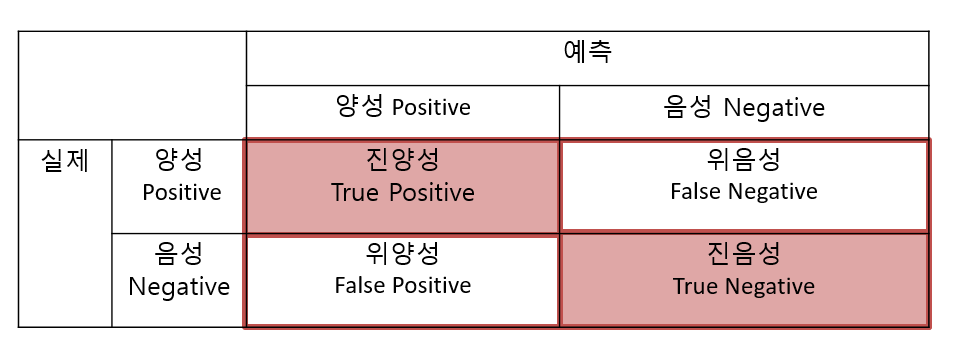 예측
양성 Positive
음성 Negative
실제
양성
Positive
진양성
True Positive
위음성
False Negative
음성
Negative
위양성
False Positive
진음성
True Negative